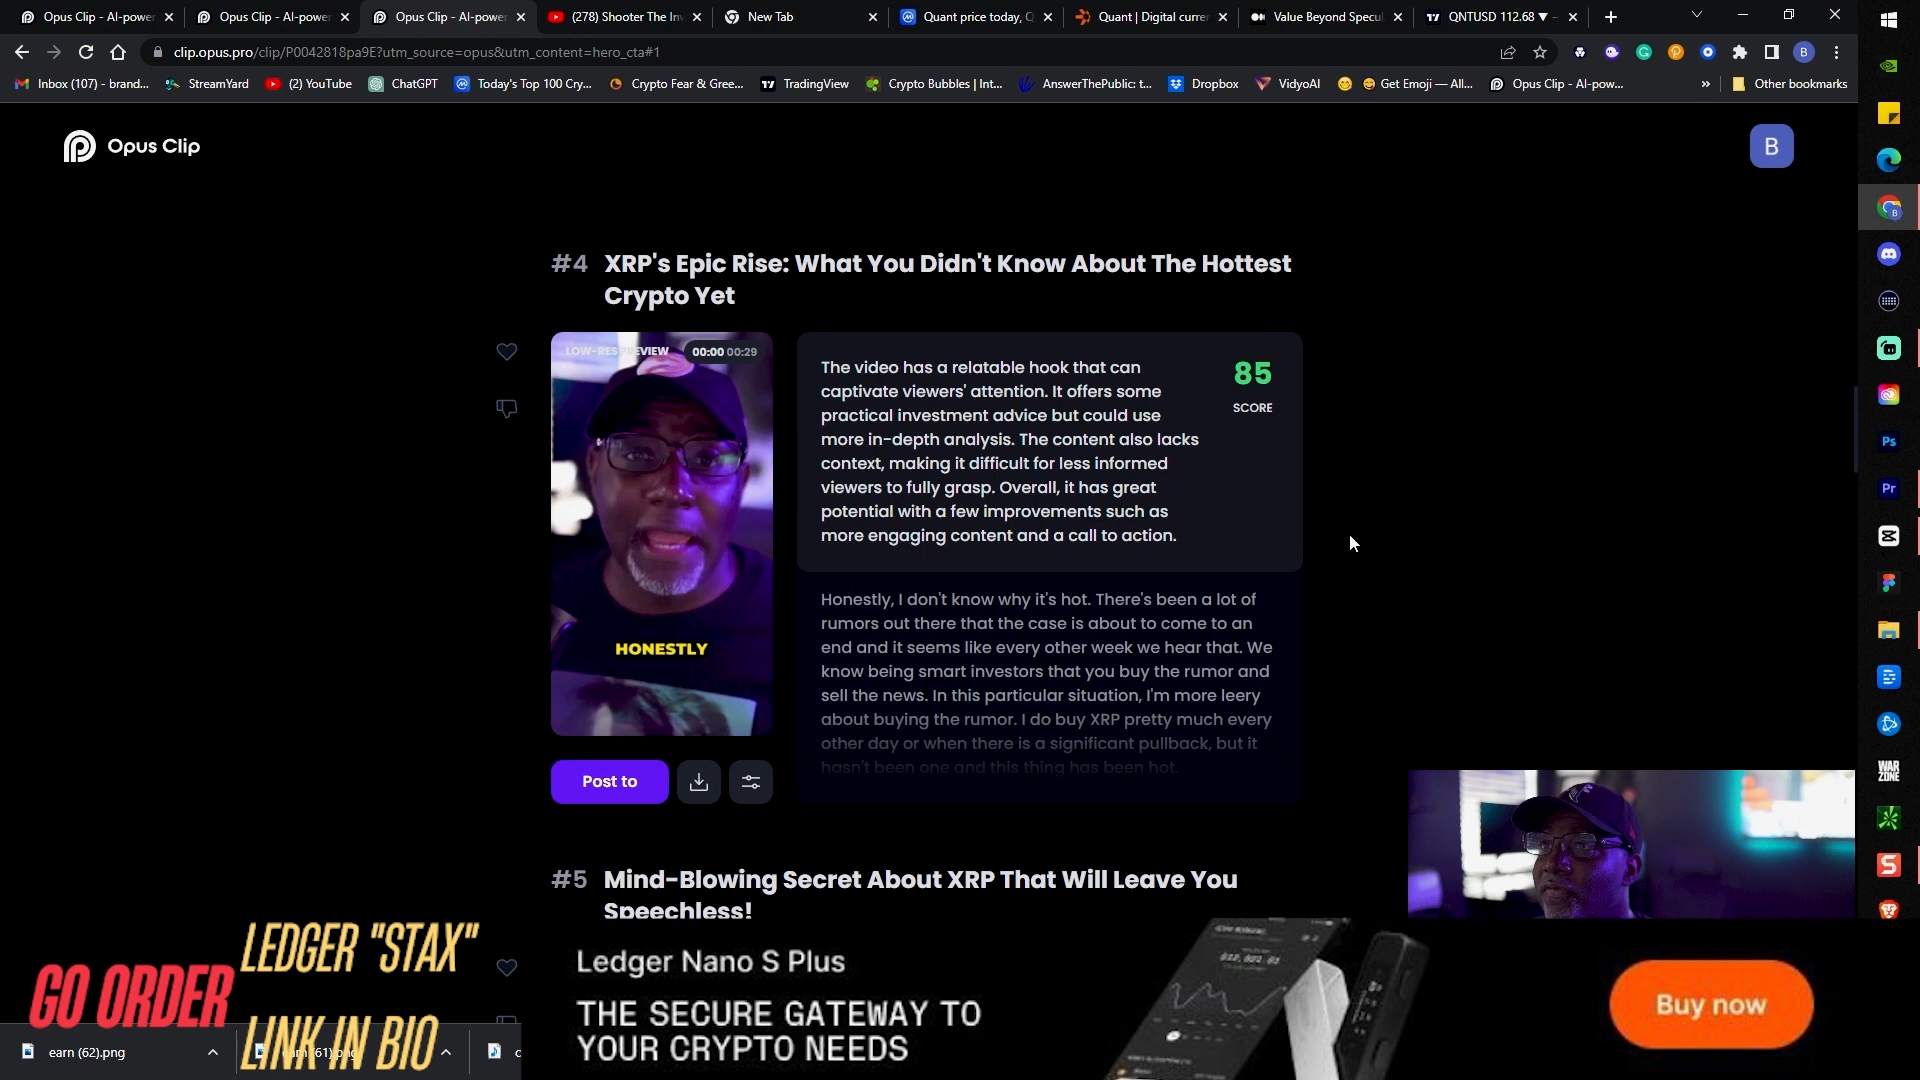 Opus Clip - AI-power
Opus Clip - AI-power
Opus Clip - AI-power
(278) Shooter The In
New Tab
Quant price today, Q
Quant | Digital curre
Value Beyond Specul
QNTUSD 112.68 ▼ -
clip.opus.pro/clip/P0042818pa9E?utm_source=opus&utm_content=hero_cta#1
B
Inbox (107) - brand...
StreamYard
(2) YouTube
ChatGPT
Today's Top 100 Cry...
Crypto Fear & Gree...
TradingView
Crypto Bubbles | Int...
AnswerThePublic: t...
Dropbox
VidyoAI
Get Emoji — All...
Opus Clip - AI-pow...
»
Other bookmarks
Opus Clip
B
#4 XRP's Epic Rise: What You Didn't Know About The Hottest
Crypto Yet
LOW-RES PREVIEW
00:00 00:29
HONESTLY
The video has a relatable hook that can
captivate viewers' attention. It offers some
practical investment advice but could use
more in-depth analysis. The content also lacks
context, making it difficult for less informed
viewers to fully grasp. Overall, it has great
potential with a few improvements such as
more engaging content and a call to action.
85
SCORE
Honestly, I don't know why it's hot. There's been a lot of
rumors out there that the case is about to come to an
end and it seems like every other week we hear that. We
know being smart investors that you buy the rumor and
sell the news. In this particular situation, I'm more leery
about buying the rumor. I do buy XRP pretty much every
other day or when there is a significant pullback, but it
hasn't been one and this thing has been hot.
Post to
#5 Mind-Blowing Secret About XRP That Will Leave You
Speechless!
Ps
Pr
WAR
ZONE
GO ORDER
LEDGER "STAX"
LINK IN BIO
Ledger Nano S Plus
THE SECURE GATEWAY TO
YOUR CRYPTO NEEDS
Buy now
earn (62).png